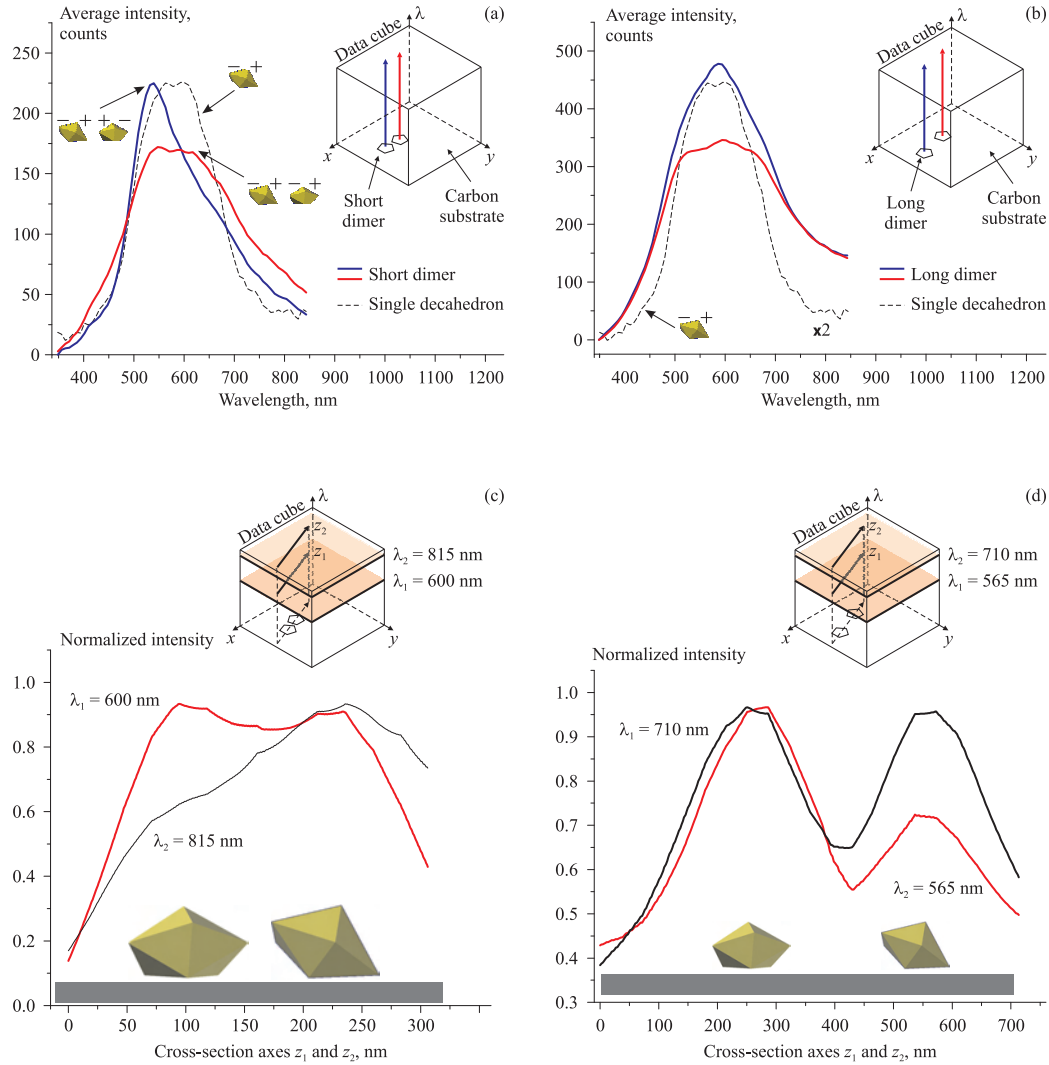 (a)
Average intensity,
counts
250
225
200
175
150
125
100
75
50
25
0
400 500 600 700 800 900 1000 1100 1200
Wavelength, nm
− +
− + + −
− + − +
Data cube
λ
x
y
Short
dimer
Carbon
substrate
Short dimer
Single decahedron
(b)
Average intensity,
counts
500
400
300
200
100
0
400 500 600 700 800 900 1000 1100 1200
Wavelength, nm
− +
x2
Data cube
λ
x
y
Long
dimer
Carbon
substrate
Long dimer
Single decahedron
(c)
Data cube
λ
z2
z1
λ2 = 815 nm
λ1 = 600 nm
x
y
Normalized intensity
1.0
0.8
0.6
0.4
0.2
0.0
λ1 = 600 nm
λ2 = 815 nm
0 50 100 150 200 250 300 350
Cross-section axes z1 and z2, nm
(d)
Data cube
λ
z2
z1
λ2 = 710 nm
λ1 = 565 nm
x
y
Normalized intensity
1.0
0.9
0.8
0.7
0.6
0.5
0.4
0.3
λ1 = 710 nm
λ2 = 565 nm
0 100 200 300 400 500 600 700
Cross-section axes z1 and z2, nm